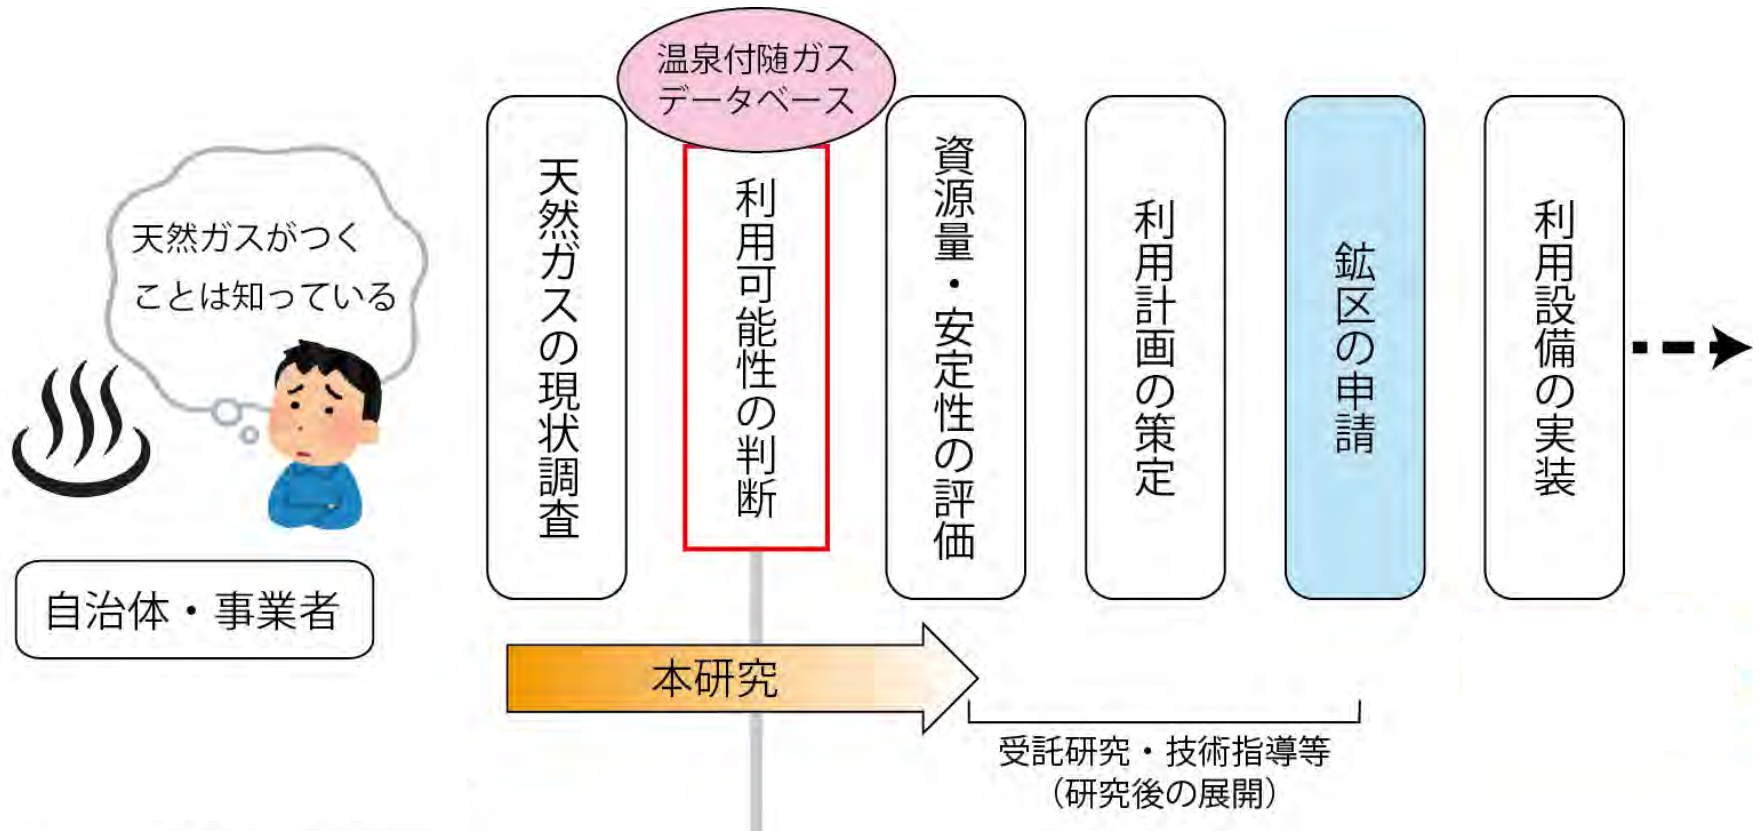 温泉付随ガス
データベース
天然ガスがつく
ことは知っている
自治体・事業者
天然ガスの現状調査
利用可能性の判断
資源量・安定性の評価
利用計画の策定
鉱区の申請
利用設備の実装
本研究
受託研究・技術指導等
（研究後の展開）